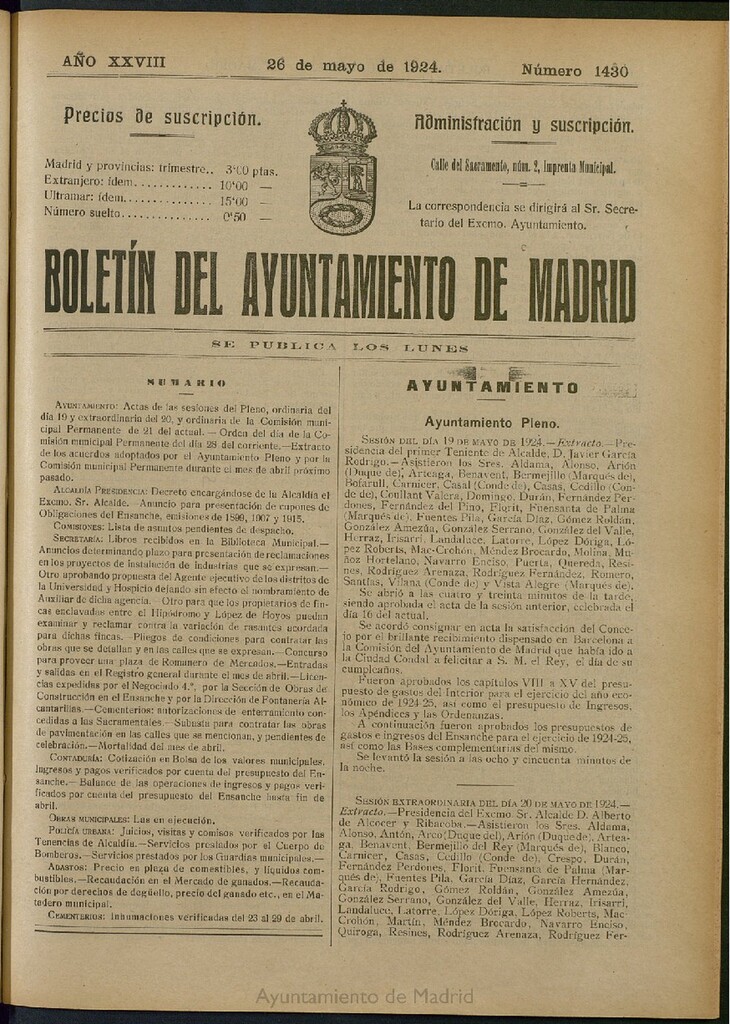 AÑO XXVIII
26 de mayo de 1924.
Número 1430
Precios de suscripción.
Madrid y provincias: trimestre.. 3'00 ptas.
Extranjero: ídem............. 10'00 —
Ultramar: ídem.............. 15'00 —
Número suelto............... 0'50 —
Administración y suscripción.
Calle del Sacramento, núm. 2, Imprenta Municipal.
La correspondencia se dirigirá al Sr. Secre-
tario del Excmo. Ayuntamiento.
BOLETÍN DEL AYUNTAMIENTO DE MADRID
SE PUBLICA LOS LUNES
SUMARIO
AYUNTAMIENTO: Actas de las sesiones del Pleno, ordinaria del
día 19 y extraordinaria del 20, y ordinaria de la Comisión muni-
cipal Permanente de 21 del actual.—Orden del día de la Co-
misión municipal Permanente del día 28 del corriente.—Extracto
de los acuerdos adoptados por el Ayuntamiento Pleno y por la
Comisión Permanente durante el mes de abril próximo
pasado.
ALCALDÍA PRESIDENCIA: Decreto encargándose de la Alcaldía el
Excmo. Sr. Alcalde.—Anuncio para presentación de cupones de
Obligaciones del Ensanche, emisiones de 1899, 1907 y 1915.
COMISIONES: Lista de asuntos pendientes de despacho.
SECRETARÍA: Libros recibidos en la Biblioteca Municipal.—
Anuncios determinando plazo para presentación de reclamaciones
en los proyectos de instalación de industrias que se expresan.—
Otro aprobando propuesta del Agente ejecutivo de los distritos de
la Universidad y Hospicio dejando sin efecto el nombramiento de
Auxiliar de dicha agencia.—Otro para que los propietarios de fin-
cas enclavadas entre el Hipódromo y López de Hoyos puedan
examinar y reclamar contra la variación de rasantes acordada
para dichas fincas.—Pliegos de condiciones para contratar las
obras que se detallan y en las calles que se expresan.—Concurso
para proveer una plaza de Romanero de Mercados.—Entradas
y salidas en el Registro general durante el mes de abril.—Licen-
cias expedidas por el Negociado 4.º, por la Sección de Obras de
Construcción en el Ensanche y por la Dirección de Fontanería Al-
cantarillas.—Cementerios: autorizaciones de enterramiento con-
cedidas a las Sacramentales.—Subasta para contratar las obras
de pavimentación en las calles que se mencionan, y pendientes de
celebración.—Mortalidad del mes de abril.
CONTADURÍA: Cotización en Bolsa de los valores municipales.
Ingresos y pagos verificados por cuenta del presupuesto del En-
sanche.—Balance de las operaciones de ingresos y pagos veri-
ficados por cuenta del presupuesto del Ensanche hasta fin de
abril.
OBRAS MUNICIPALES: Las en ejecución.
POLICÍA URBANA: Juicios, visitas y comisos verificados por las
Tenencias de Alcaldía.—Servicios prestados por el Cuerpo de
Bomberos.—Servicios prestados por los Guardias municipales.—
ABASTOS: Precio en plaza de comestibles, y líquidos com-
bustibles.—Recaudación en el Mercado de ganados.—Recauda-
ción por derechos de degüello, precio del ganado etc., en el Ma-
tadero municipal.
CEMENTERIOS: Inhumaciones verificadas del 23 al 29 de abril.
AYUNTAMIENTO
Ayuntamiento Pleno.
SESIÓN DEL DÍA 19 DE MAYO DE 1924.—Extracto.—Pre-
sidencia del primer Teniente de Alcalde, D. Javier García
Rodrigo.—Asistieron los Sres. Aldama, Alonso, Arión
(Duque de), Arteaga, Benavent, Bermejillo (Marqués de),
Bofarull, Carnicer, Casal (Conde de), Casas, Cedillo (Con-
de de), Coullant Valera, Domingo, Durán, Fernández Per-
dones, Fernández del Pino, Florit, Fuensanta de Palma
(Marqués de), Fuentes Pila, García Díaz, Gómez Roldán,
González Amezúa, González Serrano, González del Valle,
Herraz, Irisarri, Landaluce, Latorre, López Dóriga, Ló-
pez Roberts, Mac-Crohón, Méndez Brocardo, Molina, Mu-
ñoz Hortelano, Navarro Enciso, Puerta, Quereda, Resi-
nes, Rodríguez Arenaza, Rodríguez Fernández, Romero,
Santías, Vilana (Conde de) y Vista Alegre (Marqués de).
Se abrió a las cuatro y treinta minutos de la tarde,
siendo aprobada el acta de la sesión anterior, celebrada el
día 16 del actual.
Se acordó consignar en acta la satisfacción del Conce-
jo por el brillante recibimiento dispensado en Barcelona a
la Comisión del Ayuntamiento de Madrid que había ido a
la Ciudad Condal a felicitar a S. M. el Rey, el día de su
cumpleaños.
Fueron aprobados los capítulos VIII a XV del presu-
puesto de gastos del Interior para el ejercicio del año eco-
nómico de 1924-25, así como el presupuesto de Ingresos,
los Apéndices y las Ordenanzas.
A continuación fueron aprobados los presupuestos de
gastos e ingresos del Ensanche para el ejercicio de 1924-25,
así como las Bases complementarias del mismo.
Se levantó la sesión a las ocho y cincuenta minutos de
la noche.
SESIÓN EXTRAORDINARIA DEL DÍA 20 DE MAYO DE 1924.—
Extracto.—Presidencia del Excmo. Sr. Alcalde D. Alberto
de Alcocer y Ribacoba.—Asistieron los Sres. Aldama,
Alonso, Antón, Arco (Duque del), Arión (Duque de), Artea-
ga, Benavent, Bermejillo del Rey (Marqués de), Blanco,
Carnicer, Casas, Cedillo (Conde de), Crespo, Durán,
Fernández Perdones, Florit, Fuensanta de Palma (Mar-
qués de), Fuentes Pila, García Díaz, García Hernández,
García Rodrigo, Gómez Roldán, González Amezúa,
González Serrano, González del Valle, Herraz, Irisarri,
Landaluce, Latorre, López Dóriga, López Roberts, Mac-
Crohón, Martín, Méndez Brocardo, Navarro Enciso,
Quiroga, Resines, Rodríguez Arenaza, Rodríguez Fer-
Ayuntamiento de Madrid